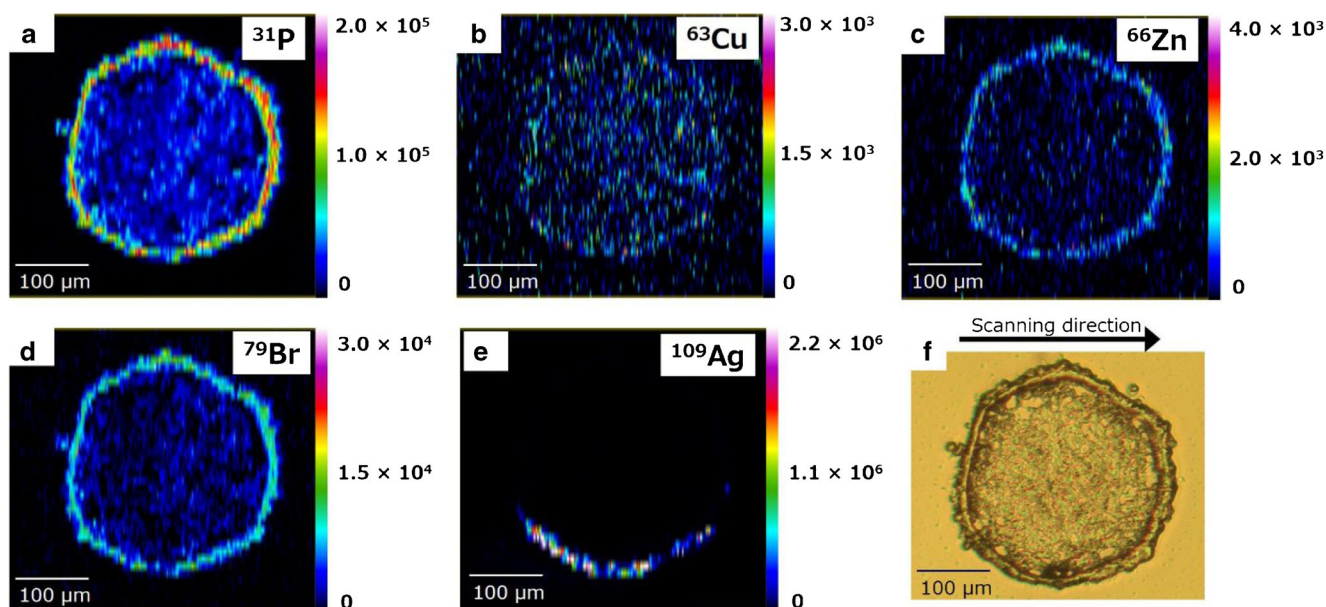 a
³¹P
2.0 × 10⁵
1.0 × 10⁵
0
100 µm
b
⁶³Cu
3.0 × 10³
1.5 × 10³
0
100 µm
c
⁶⁶Zn
4.0 × 10³
2.0 × 10³
0
100 µm
d
⁷⁹Br
3.0 × 10⁴
1.5 × 10⁴
0
100 µm
e
¹⁰⁹Ag
2.2 × 10⁶
1.1 × 10⁶
0
100 µm
Scanning direction
f
100 µm